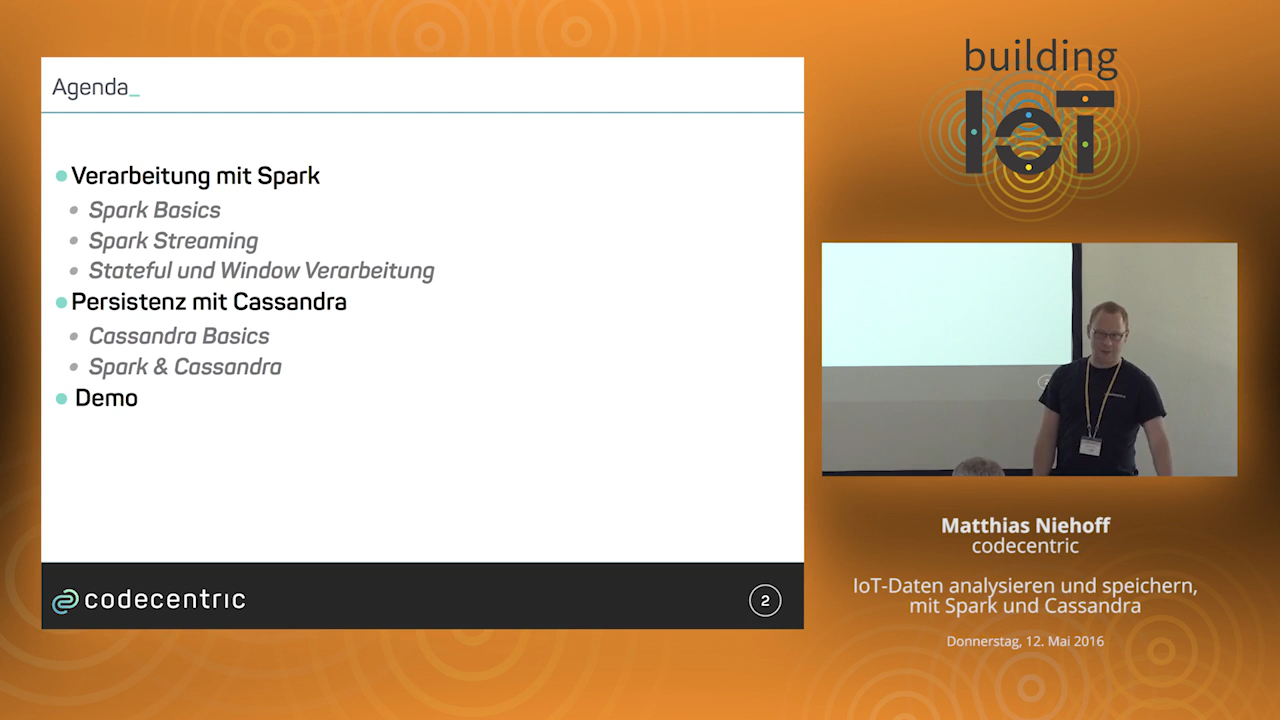 Agenda_
Verarbeitung mit Spark
Spark Basics
Spark Streaming
Stateful und Window Verarbeitung
Persistenz mit Cassandra
Cassandra Basics
Spark & Cassandra
Demo
codecentric
2
building
IoT
Matthias Niehoff
codecentric
IoT-Daten analysieren und speichern,
mit Spark und Cassandra
Donnerstag, 12. Mai 2016